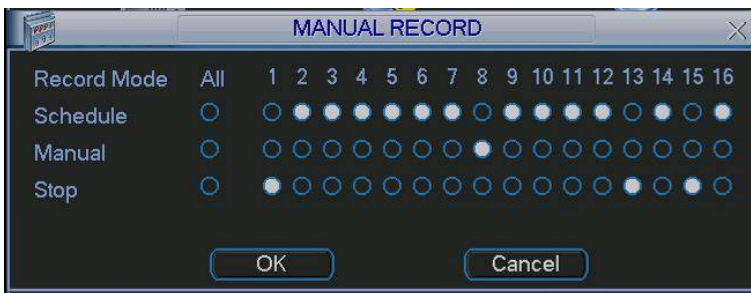 MANUAL RECORD
Record Mode All 1 2 3 4 5 6 7 8 9 10 11 12 13 14 15 16
Schedule
Manual
Stop
OK Cancel